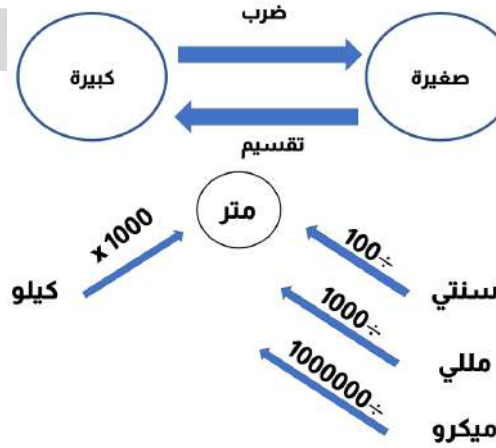 ضرب
كبيرة
صغيرة
تقسيم
متر
x 1000
÷100
كيلو
سنتي
÷1000
مللي
÷1000000
ميكرو